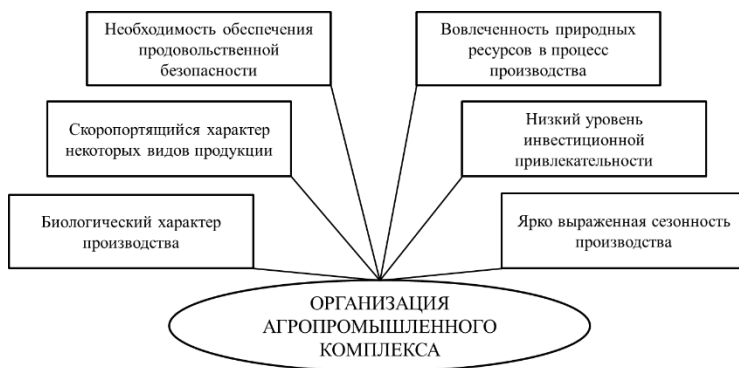 Необходимость обеспечения
продовольственной
безопасности
Вовлеченность природных
ресурсов в процесс
производства
Скоропортящийся характер
некоторых видов продукции
Низкий уровень
инвестиционной
привлекательности
Биологический характер
производства
Ярко выраженная сезонность
производства
ОРГАНИЗАЦИЯ
АГРОПРОМЫШЛЕННОГО
КОМПЛЕКСА